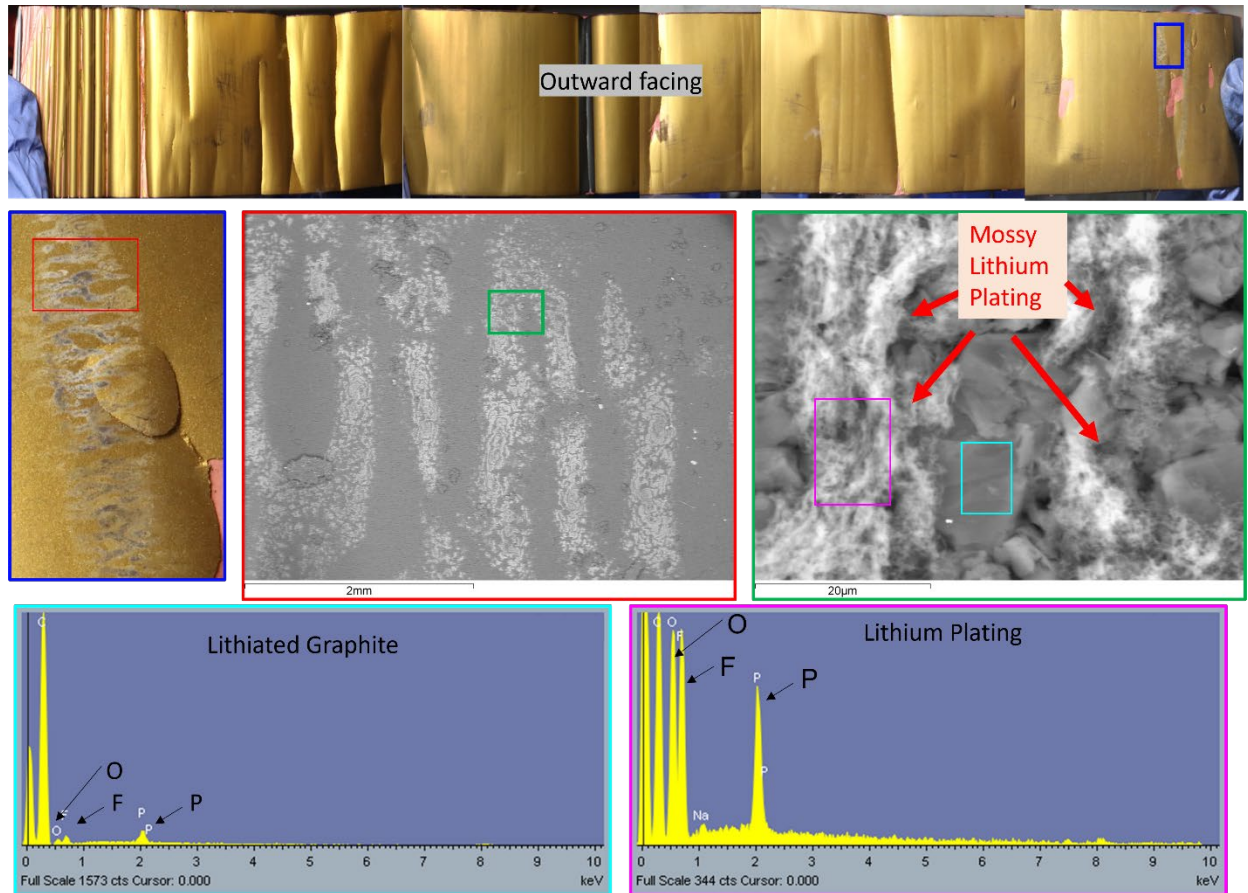 Outward facing
Mossy
Lithium
Plating
2mm
20µm
Lithiated Graphite
C
O
F
P
O
F
P
P
0 1 2 3 4 5 6 7 8 9 10
Full Scale 1573 cts Cursor: 0.000 keV
Lithium Plating
C O
F
O
F
P
P
P
Na
0 1 2 3 4 5 6 7 8 9 10
Full Scale 344 cts Cursor: 0.000 keV